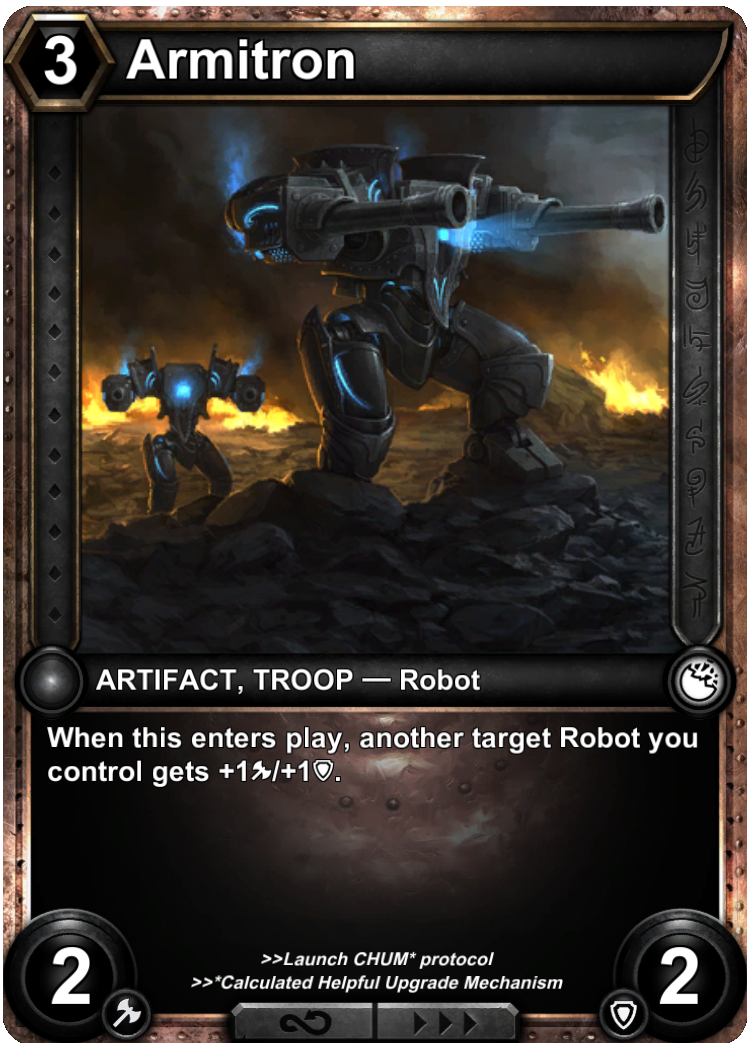 3 Armitron
ARTIFACT, TROOP — Robot
When this enters play, another target Robot you
control gets +1/+1.
>>Launch CHUM* protocol
>>*Calculated Helpful Upgrade Mechanism
2 2